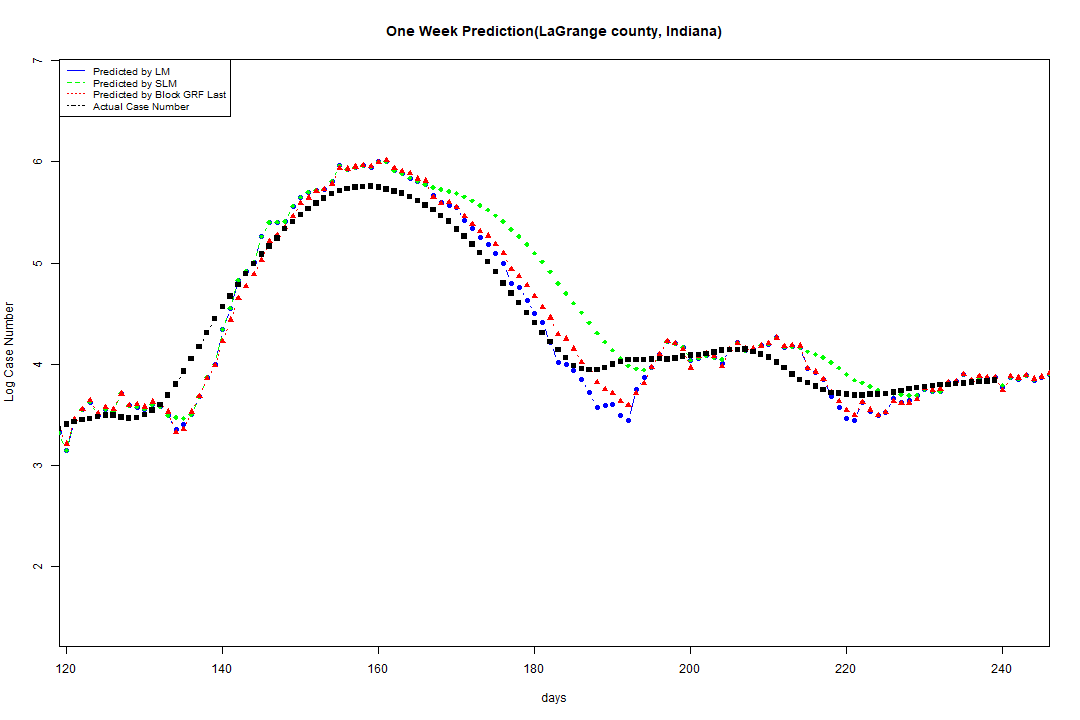 One Week Prediction(LaGrange county, Indiana)
Predicted by LM
Predicted by SLM
Predicted by Block GRF Last
Actual Case Number
7
6
5
4
3
2
Log Case Number
120 140 160 180 200 220 240
days